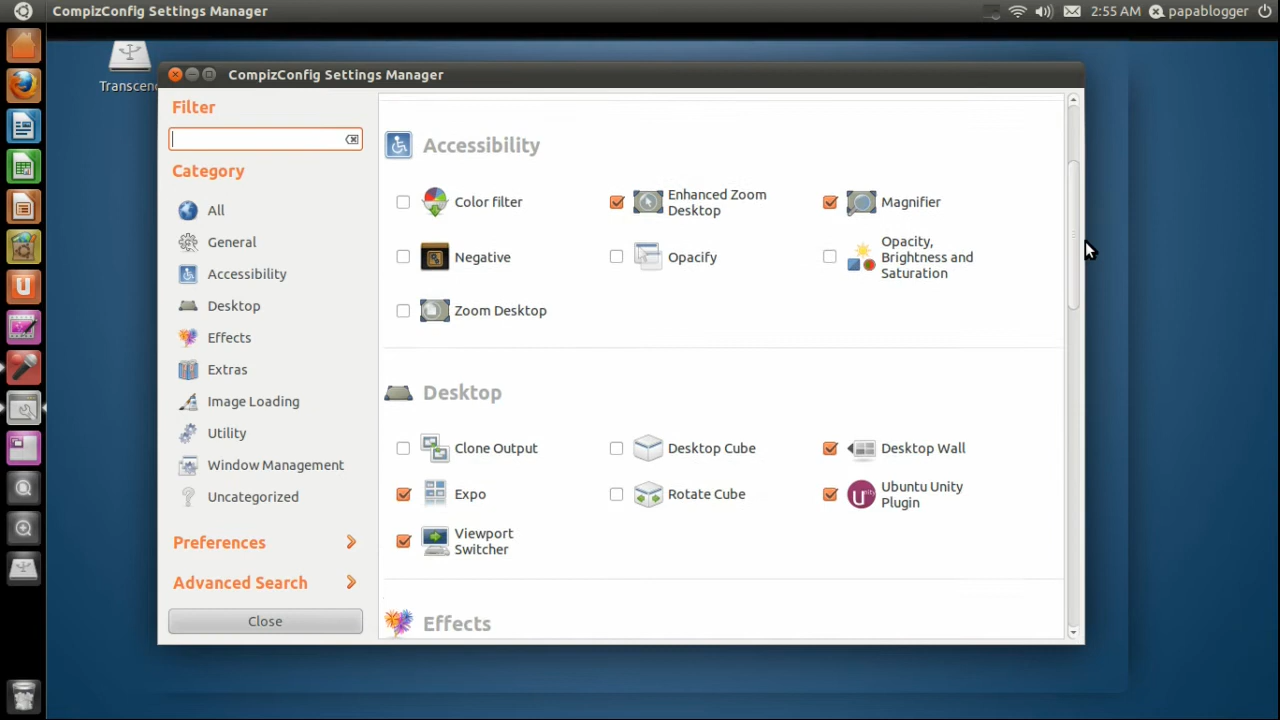 CompizConfig Settings Manager
2:55 AM papablogger
Transcend
CompizConfig Settings Manager
Filter
Category
All
General
Accessibility
Desktop
Effects
Extras
Image Loading
Utility
Window Management
Uncategorized
Preferences
Advanced Search
Close
Accessibility
Color filter
Enhanced Zoom
Desktop
Magnifier
Negative
Opacify
Opacity,
Brightness and
Saturation
Zoom Desktop
Desktop
Clone Output
Desktop Cube
Desktop Wall
Expo
Rotate Cube
Ubuntu Unity
Plugin
Viewport
Switcher
Effects